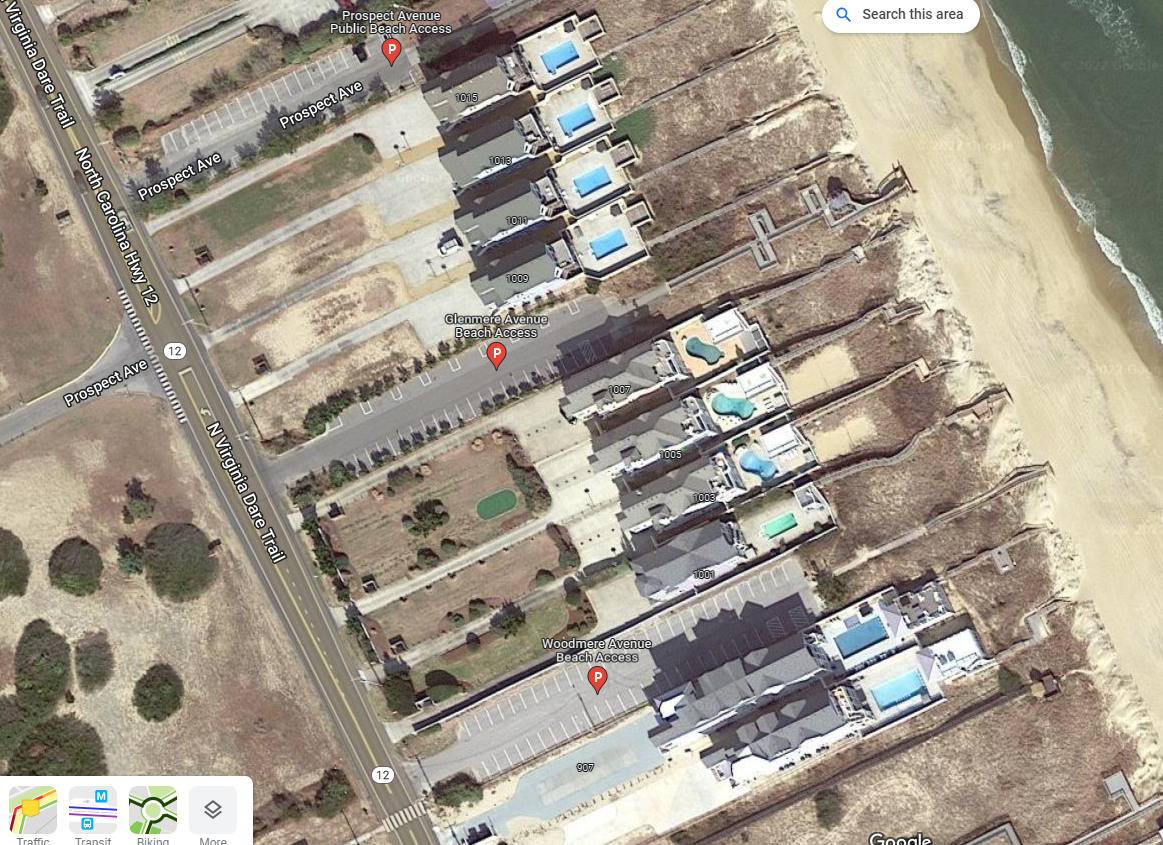 Search this area
Prospect Avenue
Public Beach Access
P
N Virginia Dare Trail
1015
Prospect Ave
2022 Google
Prospect Ave
1013
North Carolina Hwy 12
1011
1009
Glenmere Avenue
Beach Access
P
12
Prospect Ave
1007
N Virginia Dare Trail
1005
1003
1001
Woodmere Avenue
Beach Access
P
12
907
M
Traffic
Transit
Biking
More
Google